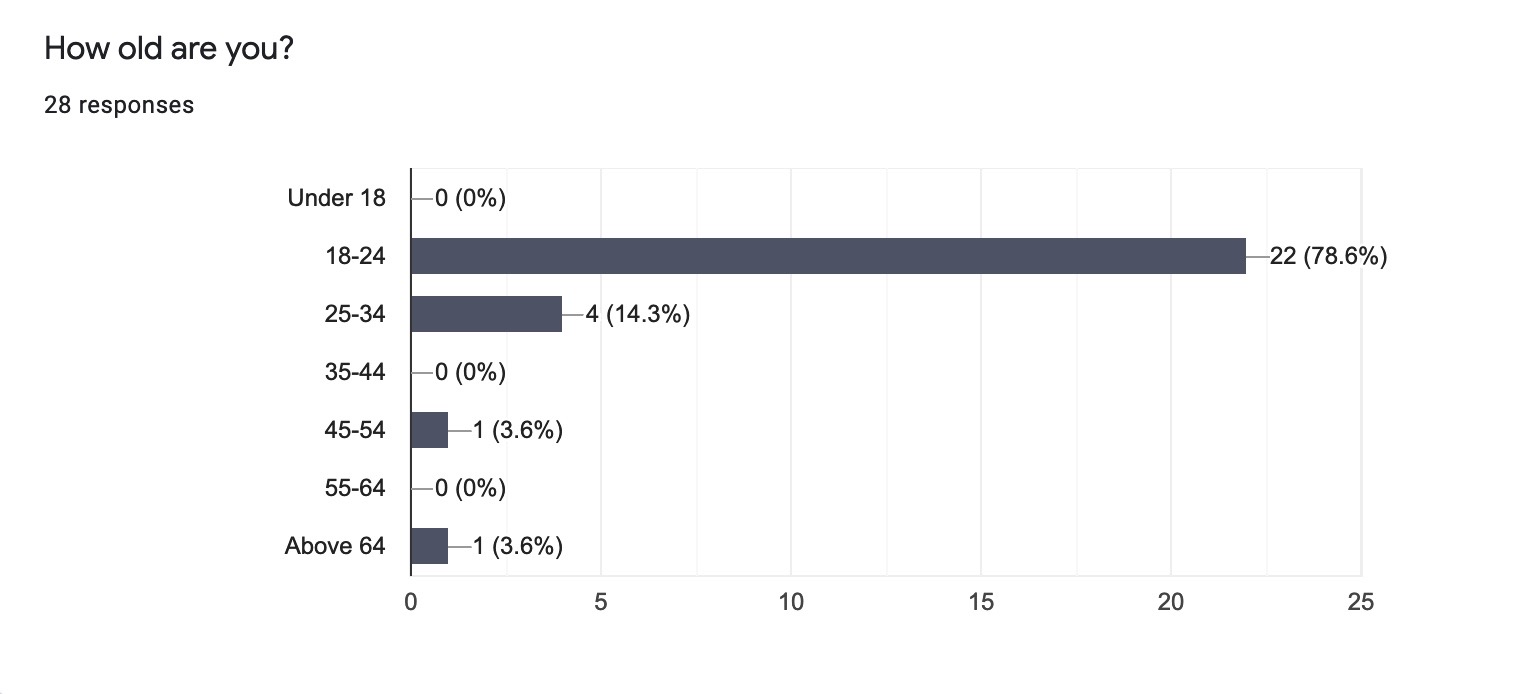 How old are you?
28 responses
Under 18 0 (0%)
18-24 22 (78.6%)
25-34 4 (14.3%)
35-44 0 (0%)
45-54 1 (3.6%)
55-64 0 (0%)
Above 64 1 (3.6%)
0 5 10 15 20 25